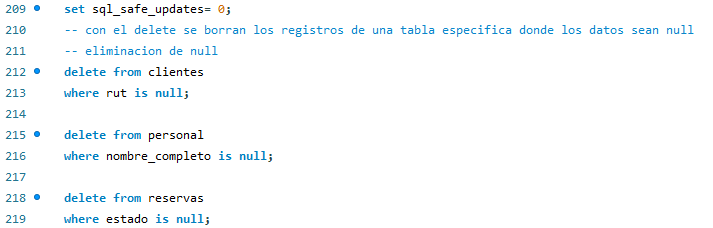 209 set sql_safe_updates= 0;
210 -- con el delete se borran los registros de una tabla especifica donde los datos sean null
211 -- eliminacion de null
212 delete from clientes
213 where rut is null;
214
215 delete from personal
216 where nombre_completo is null;
217
218 delete from reservas
219 where estado is null;